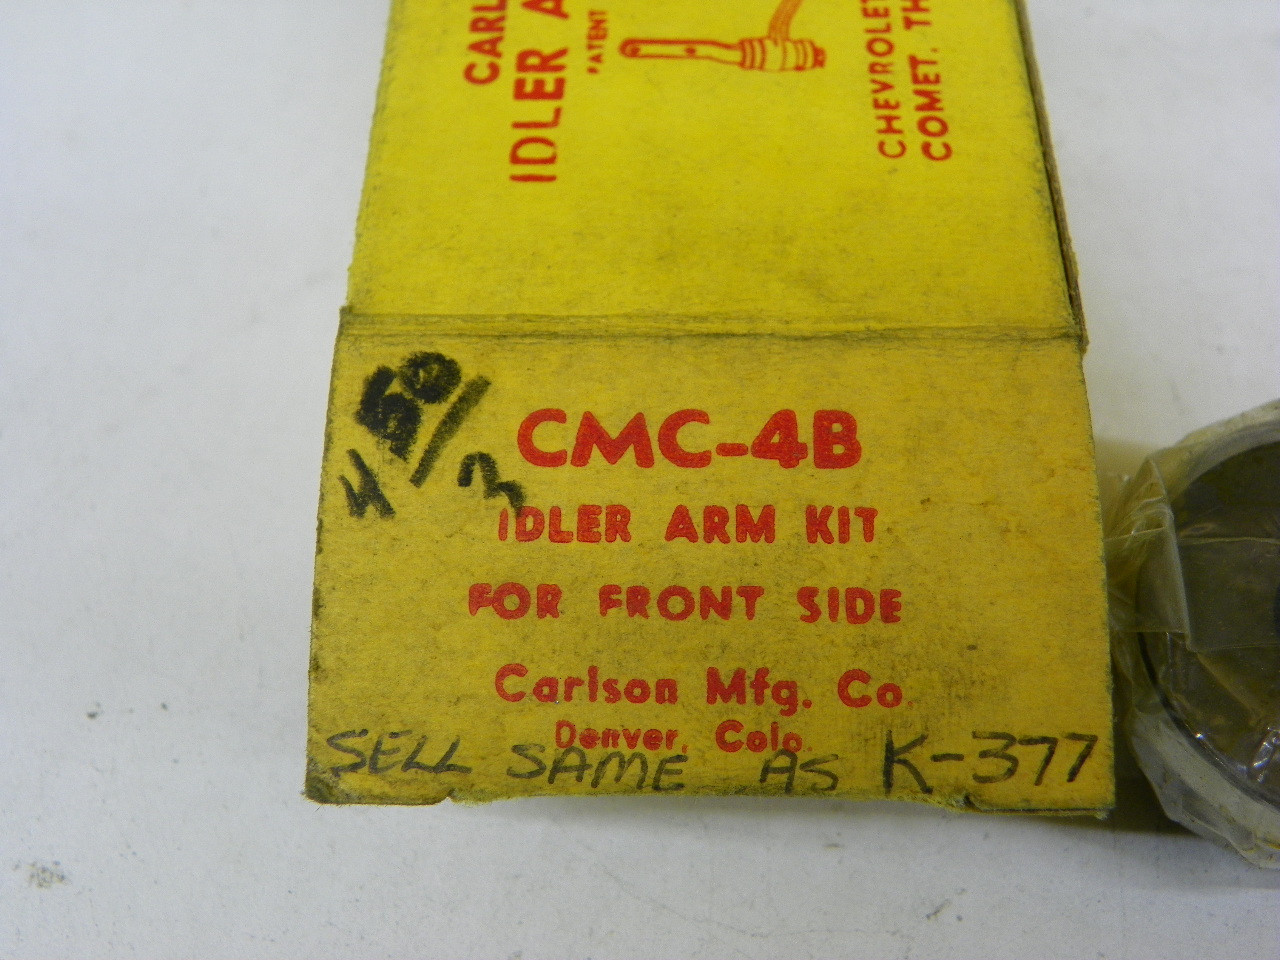 CARL
IDLER A
PATENT
CHEVROLET
COMET. TH
50/3
CMC-4B
IDLER ARM KIT
FOR FRONT SIDE
Carlson Mfg. Co.
Denver, Colo.
SELL SAME AS K-377